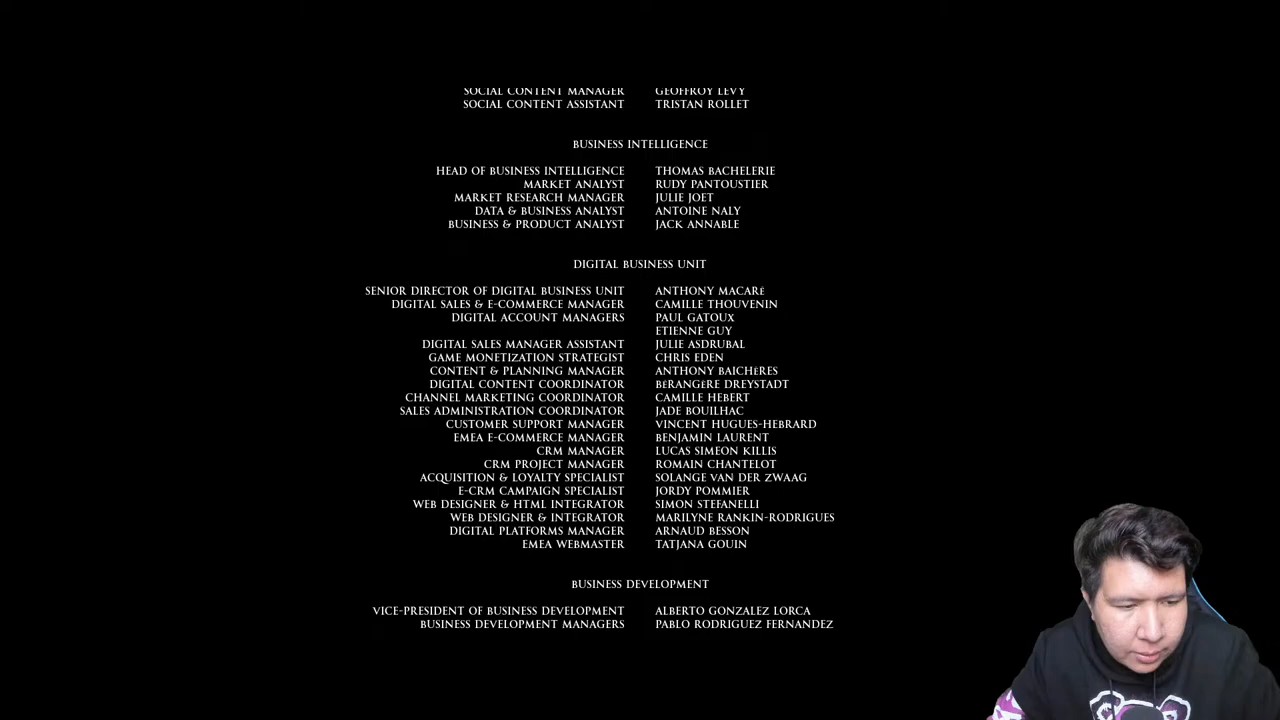 SOCIAL CONTENT MANAGER GEOFFROY LEVY
SOCIAL CONTENT ASSISTANT TRISTAN ROLLET
BUSINESS INTELLIGENCE
HEAD OF BUSINESS INTELLIGENCE THOMAS BACHELERIE
MARKET ANALYST RUDY PANTOUSTIER
MARKET RESEARCH MANAGER JULIE JOET
DATA & BUSINESS ANALYST ANTOINE NALY
BUSINESS & PRODUCT ANALYST JACK ANNABLE
DIGITAL BUSINESS UNIT
SENIOR DIRECTOR OF DIGITAL BUSINESS UNIT ANTHONY MACARÉ
DIGITAL SALES & E-COMMERCE MANAGER CAMILLE THOUVENIN
DIGITAL ACCOUNT MANAGERS PAUL GATOUX
ETIENNE GUY
DIGITAL SALES MANAGER ASSISTANT JULIE ASDRUBAL
GAME MONETIZATION STRATEGIST CHRIS EDEN
CONTENT & PLANNING MANAGER ANTHONY BAICHÈRES
DIGITAL CONTENT COORDINATOR BÉRANGÈRE DREYSTADT
CHANNEL MARKETING COORDINATOR CAMILLE HEBERT
SALES ADMINISTRATION COORDINATOR JADE BOUILHAC
CUSTOMER SUPPORT MANAGER VINCENT HUGUES-HEBRARD
EMEA E-COMMERCE MANAGER BENJAMIN LAURENT
CRM MANAGER LUCAS SIMEON KILLIS
CRM PROJECT MANAGER ROMAIN CHANTELOT
ACQUISITION & LOYALTY SPECIALIST SOLANGE VAN DER ZWAAG
E-CRM CAMPAIGN SPECIALIST JORDY POMMIER
WEB DESIGNER & HTML INTEGRATOR SIMON STEFANELLI
WEB DESIGNER & INTEGRATOR MARILYNE RANKIN-RODRIGUES
DIGITAL PLATFORMS MANAGER ARNAUD BESSON
EMEA WEBMASTER TATJANA GOUIN
BUSINESS DEVELOPMENT
VICE-PRESIDENT OF BUSINESS DEVELOPMENT ALBERTO GONZALEZ LORCA
BUSINESS DEVELOPMENT MANAGERS PABLO RODRIGUEZ FERNANDEZ